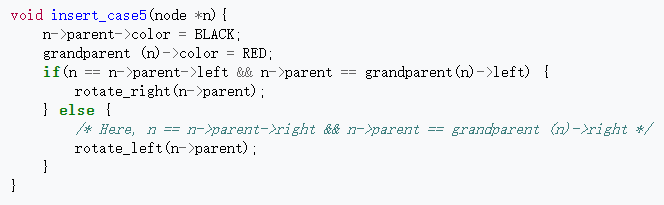 void insert_case5(node *n){
    n->parent->color = BLACK;
    grandparent (n)->color = RED;
    if(n == n->parent->left && n->parent == grandparent(n)->left) {
        rotate_right(n->parent);
    } else {
        /* Here, n == n->parent->right && n->parent == grandparent (n)->right */
        rotate_left(n->parent);
    }
}